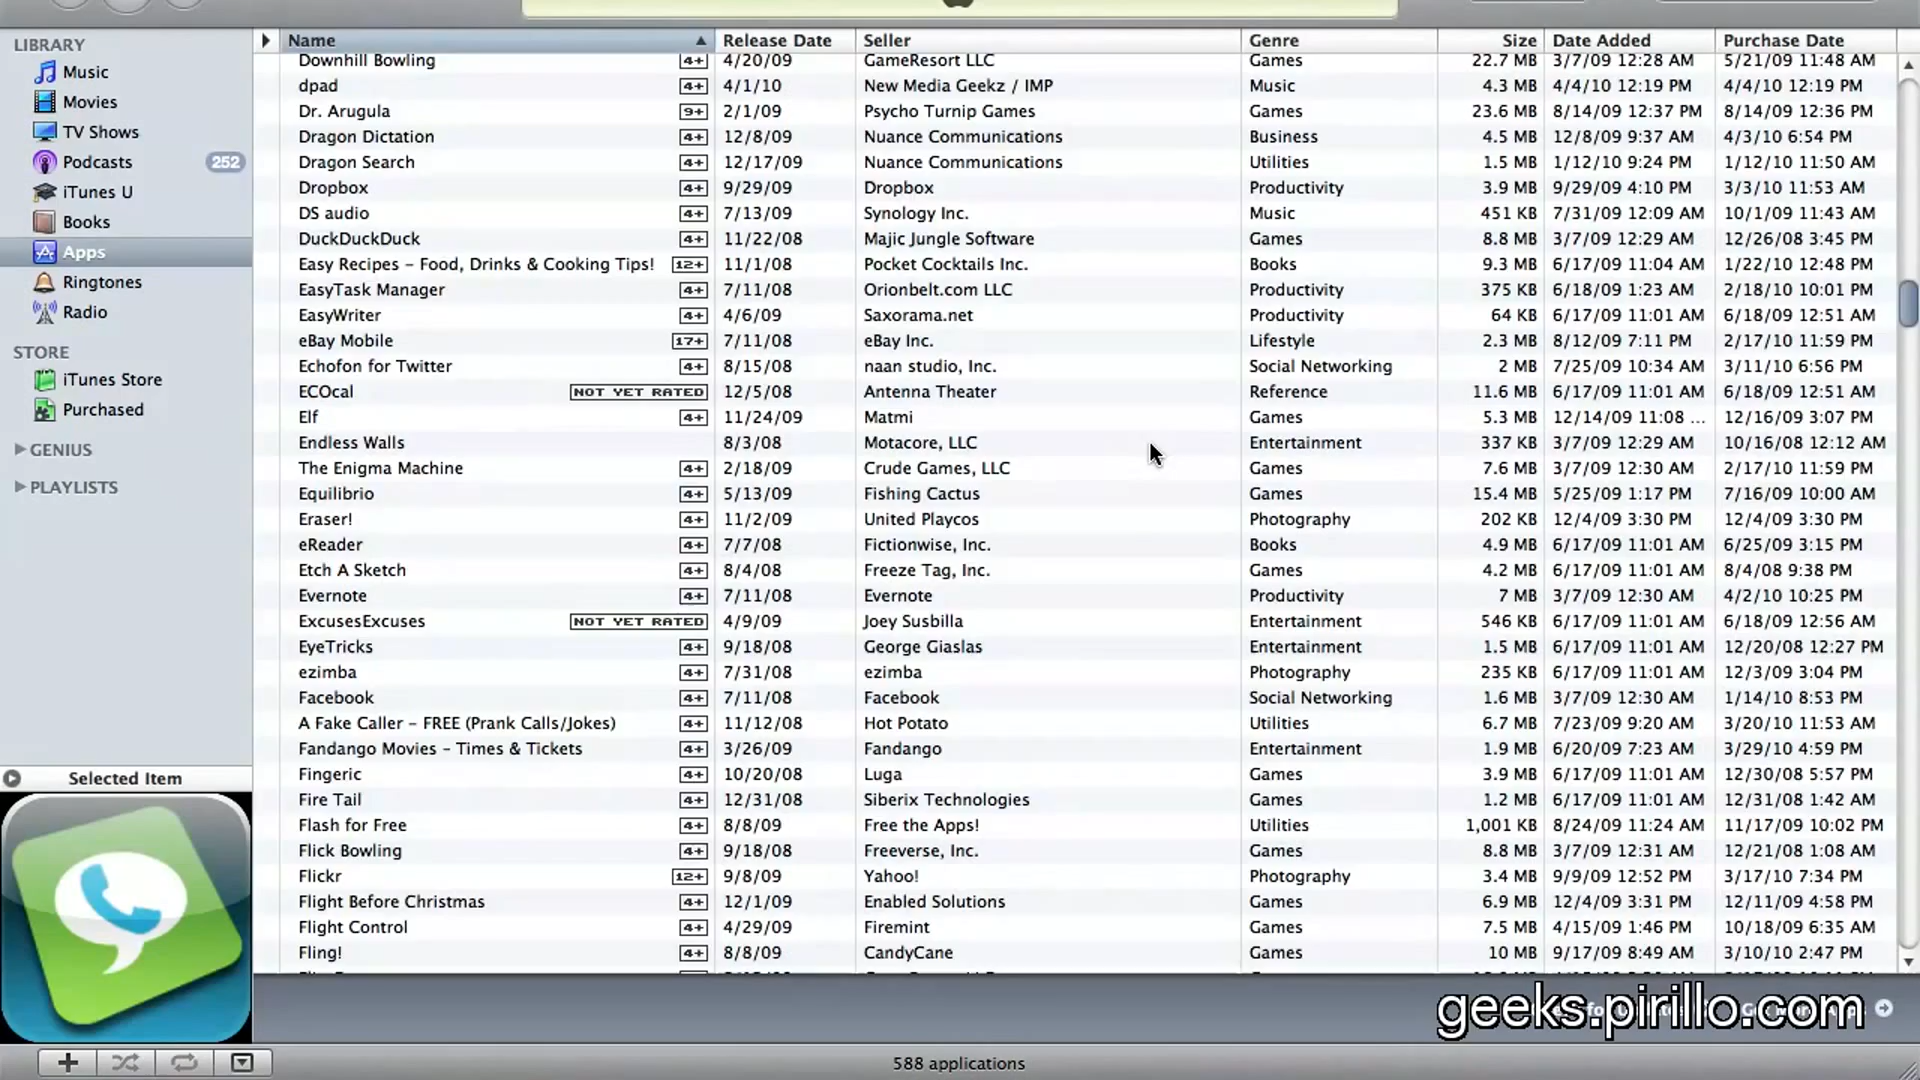 LIBRARY
Music
Movies
TV Shows
Podcasts 252
iTunes U
Books
Apps
Ringtones
Radio
STORE
iTunes Store
Purchased
GENIUS
PLAYLISTS
Selected Item
Name Release Date Seller Genre Size Date Added Purchase Date
Downhill Bowling 4+ 4/20/09 GameResort LLC Games 22.7 MB 3/7/09 12:28 AM 5/21/09 11:48 AM
dpad 4+ 4/1/10 New Media Geekz / IMP Music 4.3 MB 4/4/10 12:19 PM 4/4/10 12:19 PM
Dr. Arugula 9+ 2/1/09 Psycho Turnip Games Games 23.6 MB 8/14/09 12:37 PM 8/14/09 12:36 PM
Dragon Dictation 4+ 12/8/09 Nuance Communications Business 4.5 MB 12/8/09 9:37 AM 4/3/10 6:54 PM
Dragon Search 4+ 12/17/09 Nuance Communications Utilities 1.5 MB 1/12/10 9:24 PM 1/12/10 11:50 AM
Dropbox 4+ 9/29/09 Dropbox Productivity 3.9 MB 9/29/09 4:10 PM 3/3/10 11:53 AM
DS audio 4+ 7/13/09 Synology Inc. Music 451 KB 7/31/09 12:09 AM 10/1/09 11:43 AM
DuckDuckDuck 4+ 11/22/08 Majic Jungle Software Games 8.8 MB 3/7/09 12:29 AM 12/26/08 3:45 PM
Easy Recipes – Food, Drinks & Cooking Tips! 12+ 11/1/08 Pocket Cocktails Inc. Books 9.3 MB 6/17/09 11:04 AM 1/22/10 12:48 PM
EasyTask Manager 4+ 7/11/08 Orionbelt.com LLC Productivity 375 KB 6/18/09 1:23 AM 2/18/10 10:01 PM
EasyWriter 4+ 4/6/09 Saxorama.net Productivity 64 KB 6/17/09 11:01 AM 6/18/09 12:51 AM
eBay Mobile 17+ 7/11/08 eBay Inc. Lifestyle 2.3 MB 8/12/09 7:11 PM 2/17/10 11:59 PM
Echofon for Twitter 4+ 8/15/08 naan studio, Inc. Social Networking 2 MB 7/25/09 10:34 AM 3/11/10 6:56 PM
ECOcal NOT YET RATED 12/5/08 Antenna Theater Reference 11.6 MB 6/17/09 11:01 AM 6/18/09 12:51 AM
Elf 4+ 11/24/09 Matmi Games 5.3 MB 12/14/09 11:08 ... 12/16/09 3:07 PM
Endless Walls 8/3/08 Motacore, LLC Entertainment 337 KB 3/7/09 12:29 AM 10/16/08 12:12 AM
The Enigma Machine 4+ 2/18/09 Crude Games, LLC Games 7.6 MB 3/7/09 12:30 AM 2/17/10 11:59 PM
Equilibrio 4+ 5/13/09 Fishing Cactus Games 15.4 MB 5/25/09 1:17 PM 7/16/09 10:00 AM
Eraser! 4+ 11/2/09 United Playcos Photography 202 KB 12/4/09 3:30 PM 12/4/09 3:30 PM
eReader 4+ 7/7/08 Fictionwise, Inc. Books 4.9 MB 6/17/09 11:01 AM 6/25/09 3:15 PM
Etch A Sketch 4+ 8/4/08 Freeze Tag, Inc. Games 4.2 MB 6/17/09 11:01 AM 8/4/08 9:38 PM
Evernote 4+ 7/11/08 Evernote Productivity 7 MB 3/7/09 12:30 AM 4/2/10 10:25 PM
ExcusesExcuses NOT YET RATED 4/9/09 Joey Susbilla Entertainment 546 KB 6/17/09 11:01 AM 6/18/09 12:56 AM
EyeTricks 4+ 9/18/08 George Giaslas Entertainment 1.5 MB 6/17/09 11:01 AM 12/20/08 12:27 PM
ezimba 4+ 7/31/08 ezimba Photography 235 KB 6/17/09 11:01 AM 12/3/09 3:04 PM
Facebook 4+ 7/11/08 Facebook Social Networking 1.6 MB 3/7/09 12:30 AM 1/14/10 8:53 PM
A Fake Caller – FREE (Prank Calls/Jokes) 4+ 11/12/08 Hot Potato Utilities 6.7 MB 7/23/09 9:20 AM 3/20/10 11:53 AM
Fandango Movies – Times & Tickets 4+ 3/26/09 Fandango Entertainment 1.9 MB 6/20/09 7:23 AM 3/29/10 4:59 PM
Fingeric 4+ 10/20/08 Luga Games 3.9 MB 6/17/09 11:01 AM 12/30/08 5:57 PM
Fire Tail 4+ 12/31/08 Siberix Technologies Games 1.2 MB 6/17/09 11:01 AM 12/31/08 1:42 AM
Flash for Free 4+ 8/8/09 Free the Apps! Utilities 1,001 KB 8/24/09 11:24 AM 11/17/09 10:02 PM
Flick Bowling 4+ 9/18/08 Freeverse, Inc. Games 8.8 MB 3/7/09 12:31 AM 12/21/08 1:08 AM
Flickr 12+ 9/8/09 Yahoo! Photography 3.4 MB 9/9/09 12:52 PM 3/17/10 7:34 PM
Flight Before Christmas 4+ 12/1/09 Enabled Solutions Games 6.9 MB 12/4/09 3:31 PM 12/11/09 4:58 PM
Flight Control 4+ 4/29/09 Firemint Games 7.5 MB 4/15/09 1:46 PM 10/18/09 6:35 AM
Fling! 4+ 8/8/09 CandyCane Games 10 MB 9/17/09 8:49 AM 3/10/10 2:47 PM
geeks.pirillo.com
588 applications